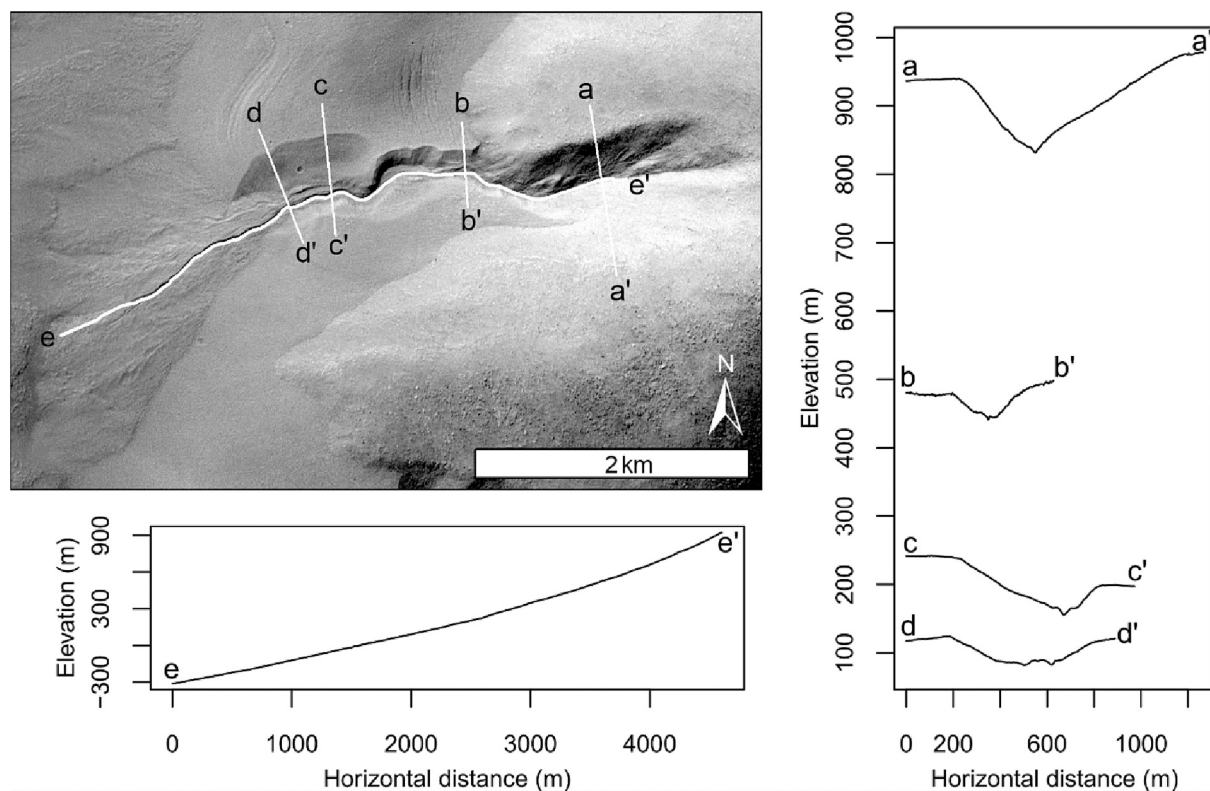 a
b
c
d
e'
b'
c'
d'
a'
e
N
2 km
Elevation (m)
900
300
−300
e
e'
0 1000 2000 3000 4000
Horizontal distance (m)
Elevation (m)
1000
900
800
700
600
500
400
300
200
100
a a'
b b'
c c'
d d'
0 200 600 1000
Horizontal distance (m)